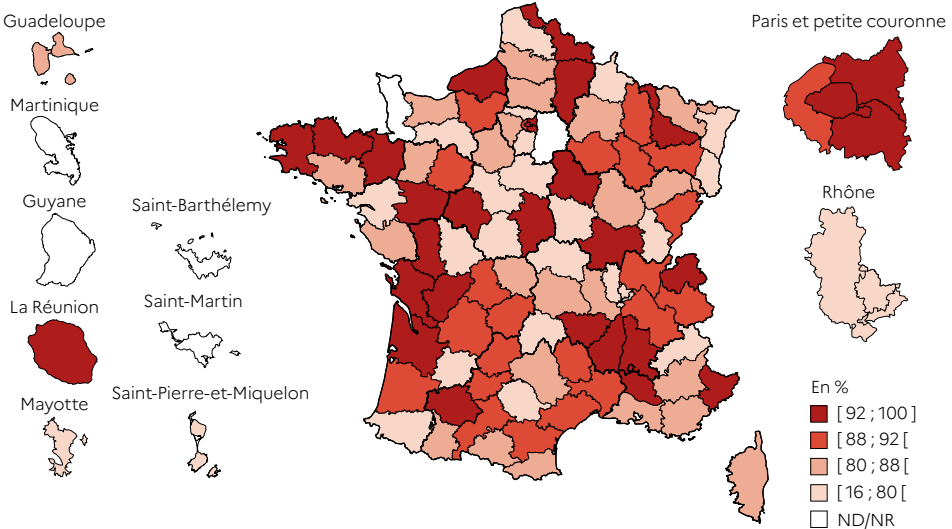 Guadeloupe
Martinique
Guyane
La Réunion
Mayotte
Saint-Barthélemy
Saint-Martin
Saint-Pierre-et-Miquelon
Paris et petite couronne
Rhône
En %
[ 92 ; 100 ]
[ 88 ; 92 [
[ 80 ; 88 [
[ 16 ; 80 [
ND/NR